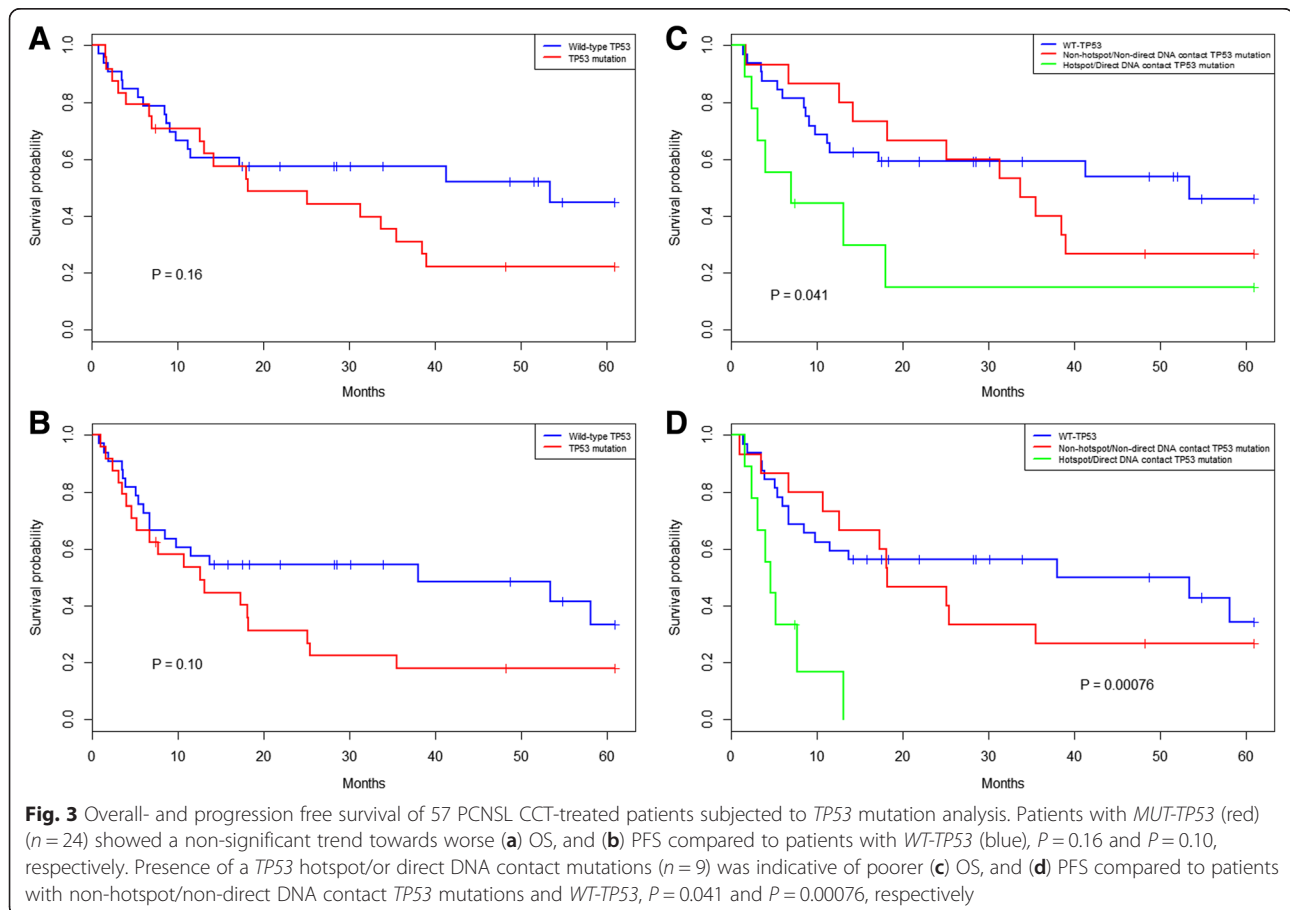 A
1.0
0.8
0.6
0.4
0.2
0.0
Survival probability
Wild-type TP53
TP53 mutation
P = 0.16
0 10 20 30 40 50 60
Months
B
1.0
0.8
0.6
0.4
0.2
0.0
Survival probability
Wild-type TP53
TP53 mutation
P = 0.10
0 10 20 30 40 50 60
Months
C
1.0
0.8
0.6
0.4
0.2
0.0
Survival probability
WT-TP53
Non-hotspot/Non-direct DNA contact TP53 mutation
Hotspot/Direct DNA contact TP53 mutation
P = 0.041
0 10 20 30 40 50 60
Months
D
1.0
0.8
0.6
0.4
0.2
0.0
Survival probability
WT-TP53
Non-hotspot/Non-direct DNA contact TP53 mutation
Hotspot/Direct DNA contact TP53 mutation
P = 0.00076
0 10 20 30 40 50 60
Months
Fig. 3 Overall- and progression free survival of 57 PCNSL CCT-treated patients subjected to TP53 mutation analysis. Patients with MUT-TP53 (red)
(n = 24) showed a non-significant trend towards worse (a) OS, and (b) PFS compared to patients with WT-TP53 (blue), P = 0.16 and P = 0.10,
respectively. Presence of a TP53 hotspot/or direct DNA contact mutations (n = 9) was indicative of poorer (c) OS, and (d) PFS compared to patients
with non-hotspot/non-direct DNA contact TP53 mutations and WT-TP53, P = 0.041 and P = 0.00076, respectively